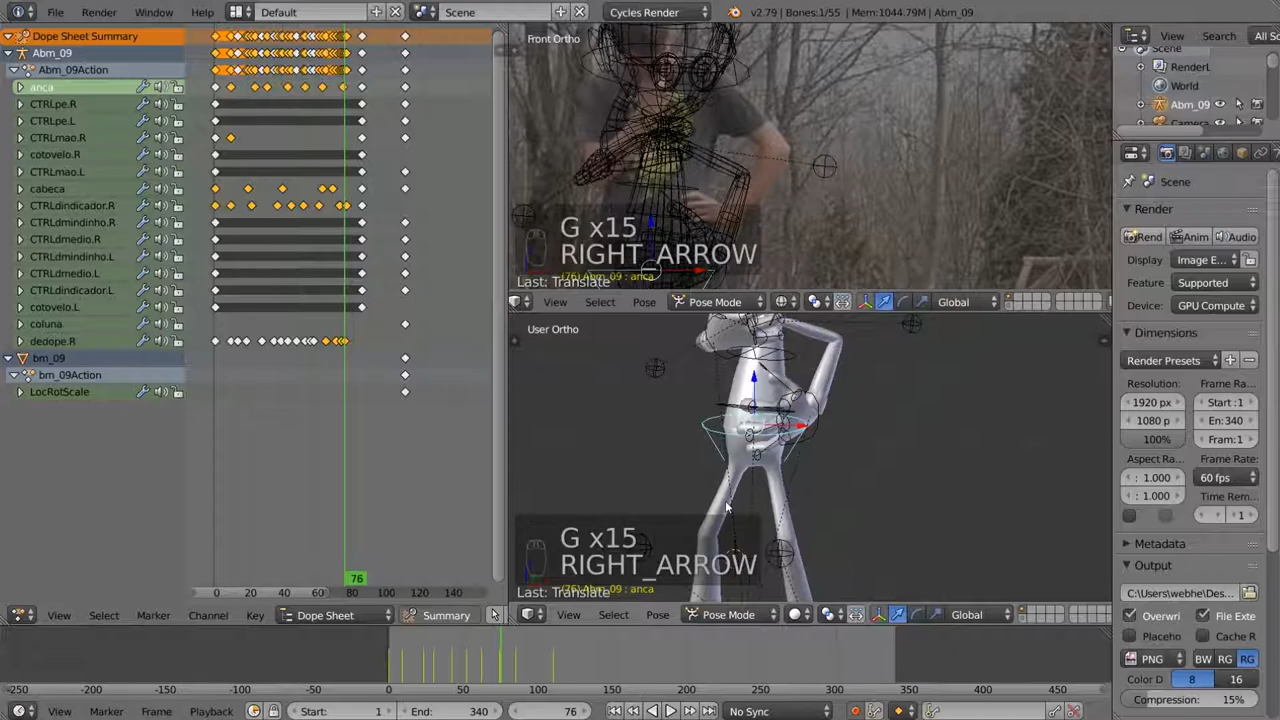 File
Render
Window
Help
Default
Scene
Cycles Render
v2.79 | Bones:1/55 | Mem:1044.79M | Abm_09
Dope Sheet Summary
Abm_09
Abm_09Action
anca
CTRLpe.R
CTRLpe.L
CTRLmao.R
cotovelo.R
CTRLmao.L
cabeca
CTRLdindicador.R
CTRLdmindinho.R
CTRLdmedio.R
CTRLdmindinho.L
CTRLdmedio.L
CTRLdindicador.L
cotovelo.L
coluna
dedope.R
bm_09
bm_09Action
LocRotScale
76
0 20 40 60 80 100 120 140
View
Select
Marker
Channel
Key
Dope Sheet
Summary
Front Ortho
G x15
RIGHT_ARROW
(76) Abm_09 : anca
Last: Translate
View
Select
Pose
Pose Mode
Global
User Ortho
G x15
RIGHT_ARROW
(76) Abm_09 : anca
Last: Translate
View
Select
Pose
Pose Mode
Global
View
Search
All S
Scene
RenderL
World
Abm_09
Camera
Scene
Render
Rend
Anim
Audio
Display
Image E...
Feature
Supported
Device:
GPU Compute
Dimensions
Render Presets
Resolution:
Frame Ra...
1920 px
Start :1
1080 p
En:340
100%
Fram:1
Aspect Ra...
Frame Rate:
: 1.000
60 fps
: 1.000
Time Rem...
1
Metadata
Output
C:\Users\webhe\Des...
Overwri
File Exte
Placeho
Cache R
PNG
BW
RG
RG
Color D
8
16
Compression:
15%
-250 -200 -150 -100 -50 0 50 100 150 200 250 300 350 400 450
View
Marker
Frame
Playback
Start:
1
End:
340
76
No Sync